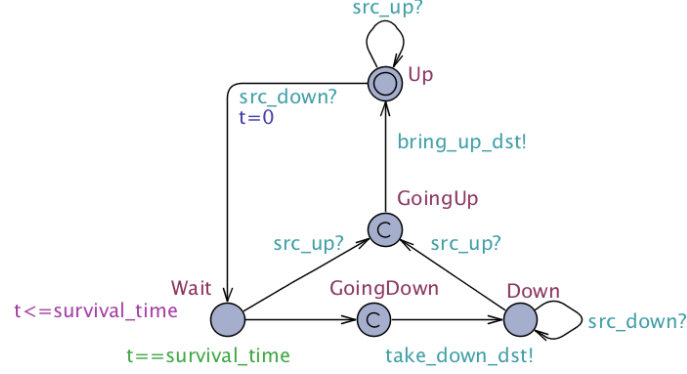 src_up?
Up
src_down?
t=0
bring_up_dst!
GoingUp
C
src_up?
src_up?
Wait
GoingDown
Down
t<=survival_time
C
src_down?
t==survival_time
take_down_dst!